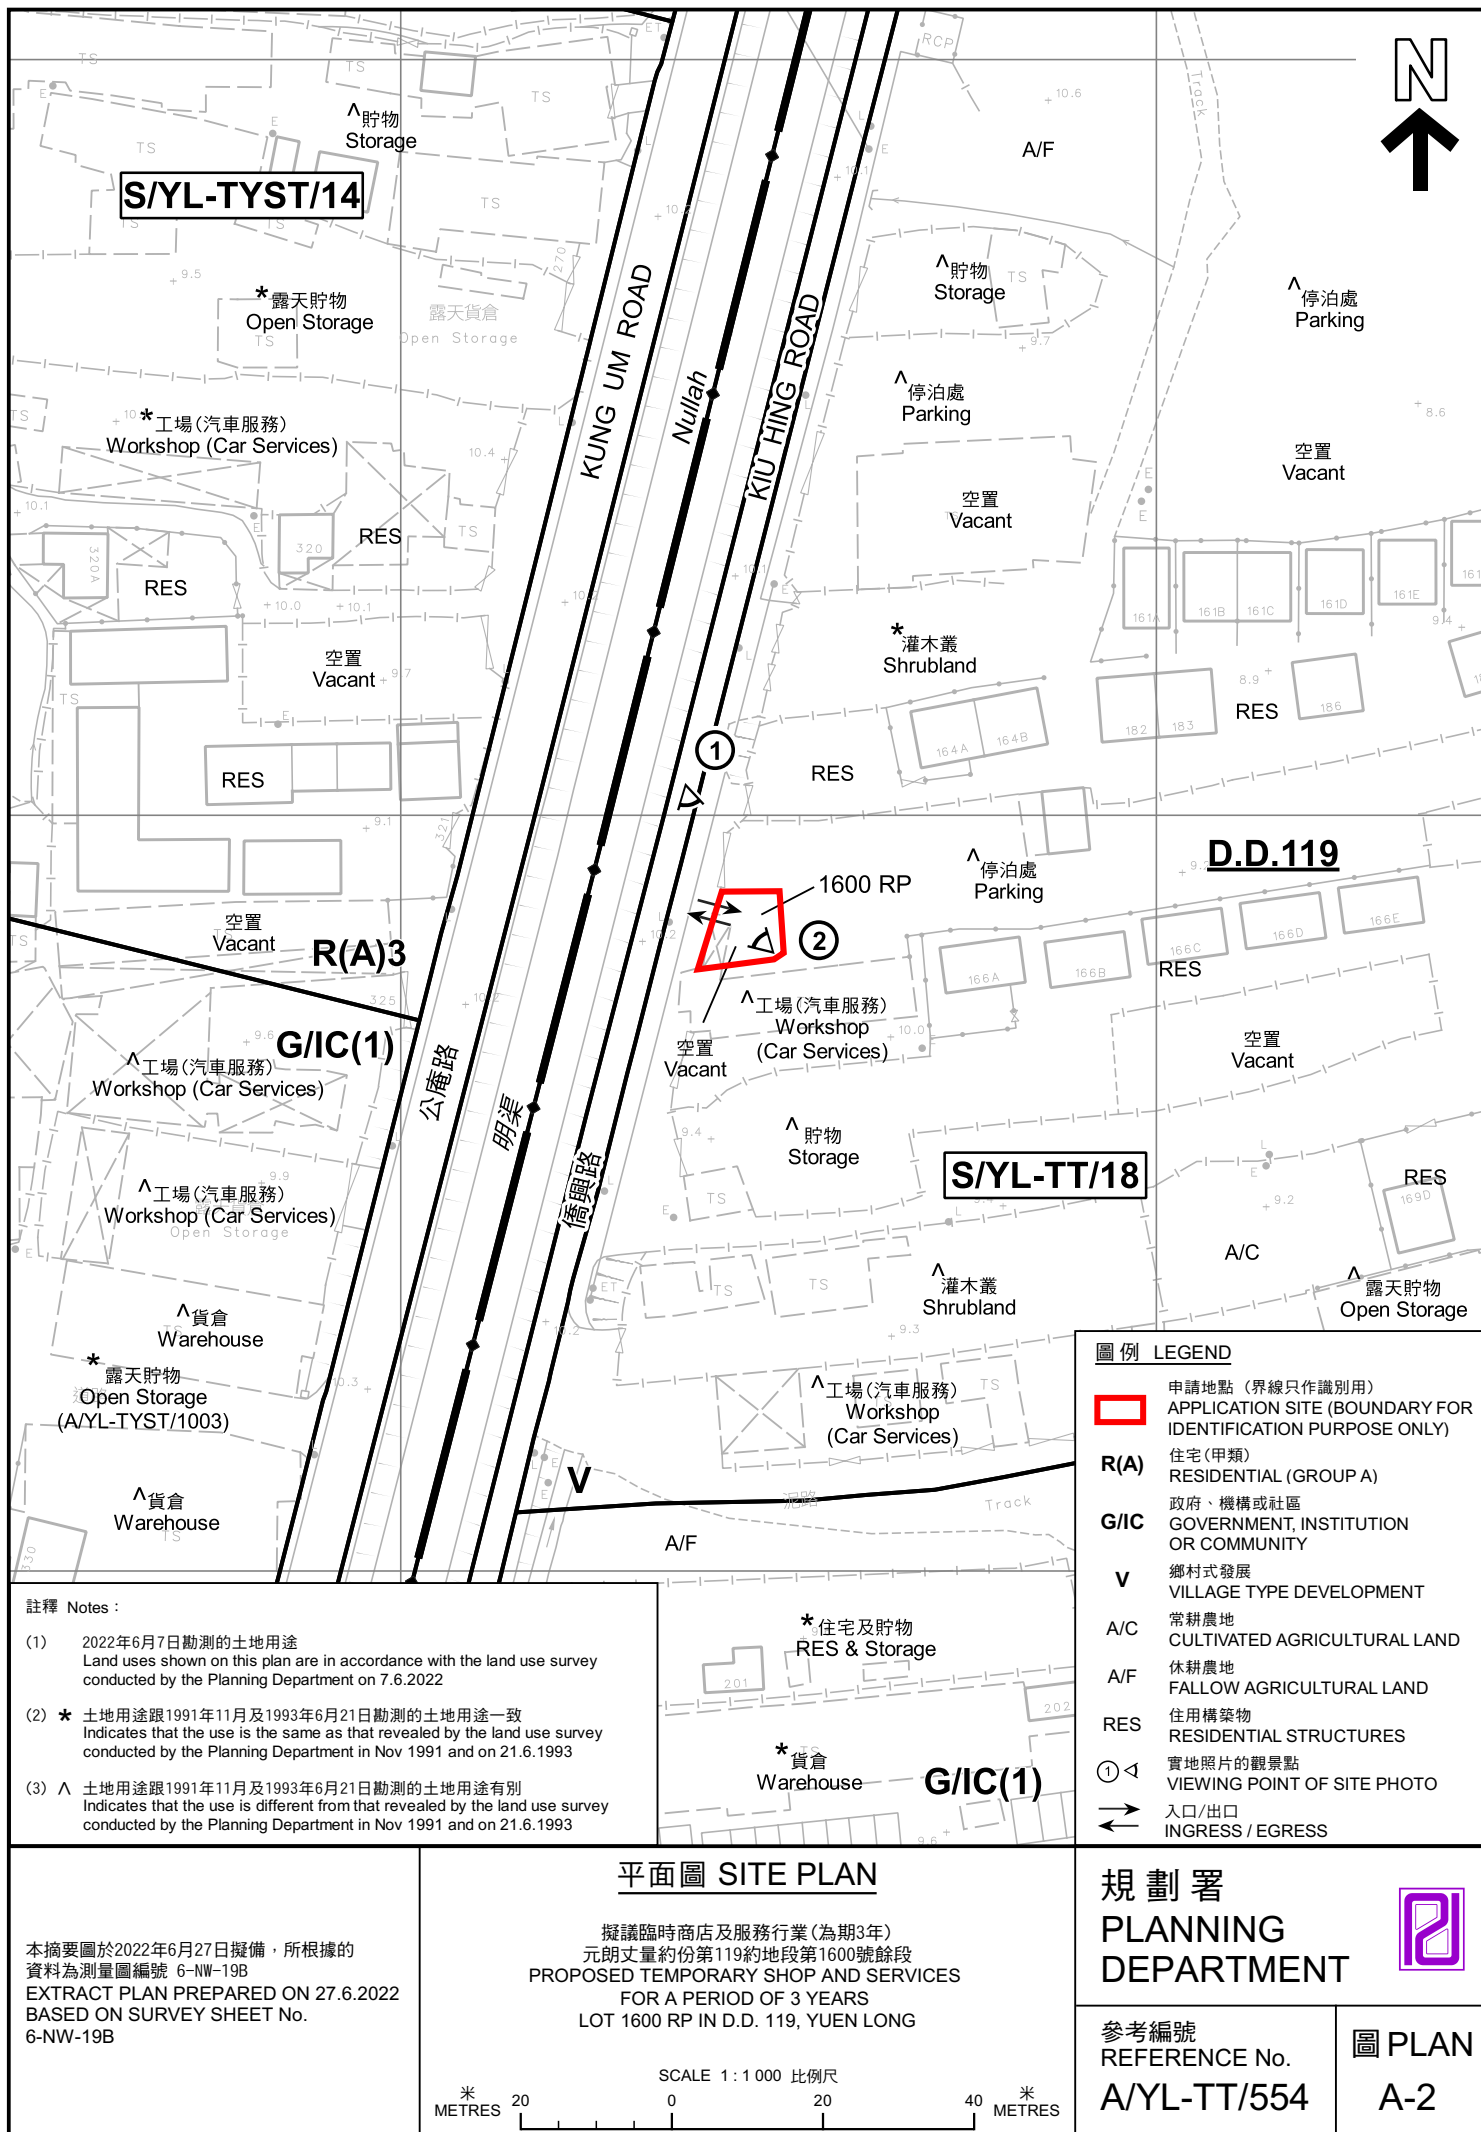 N
S/YL-TYST/14
^貯物
Storage
A/F
RCP
Track
*露天貯物
Open Storage
露天貨倉
Open Storage
^貯物
Storage
^停泊處
Parking
^停泊處
Parking
KUNG UM ROAD
Nullah
KIU HING ROAD
*工場(汽車服務)
Workshop (Car Services)
空置
Vacant
空置
Vacant
RES
320
320A
RES
161A
161B
161C
161D
161E
空置
Vacant
*灌木叢
Shrubland
RES
182
183
186
164A
164B
RES
RES
1
D.D.119
1600 RP
^停泊處
Parking
空置
Vacant
R(A)3
2
166A
166B
166C
166D
166E
RES
G/IC(1)
325
^工場(汽車服務)
Workshop (Car Services)
^工場(汽車服務)
Workshop
(Car Services)
空置
Vacant
空置
Vacant
公庵路
明渠
僑興路
^貯物
Storage
S/YL-TT/18
RES
169D
^工場(汽車服務)
Workshop (Car Services)
Open Storage
A/C
^灌木叢
Shrubland
^露天貯物
Open Storage
^貨倉
Warehouse
*露天貯物
Open Storage
(A/YL-TYST/1003)
^工場(汽車服務)
Workshop
(Car Services)
^貨倉
Warehouse
330
V
泥路
Track
A/F
*住宅及貯物
RES & Storage
201
202
*貨倉
Warehouse
G/IC(1)
圖例 LEGEND
申請地點 (界線只作識別用)
APPLICATION SITE (BOUNDARY FOR
IDENTIFICATION PURPOSE ONLY)
R(A) 住宅(甲類)
RESIDENTIAL (GROUP A)
G/IC 政府、機構或社區
GOVERNMENT, INSTITUTION
OR COMMUNITY
V 鄉村式發展
VILLAGE TYPE DEVELOPMENT
A/C 常耕農地
CULTIVATED AGRICULTURAL LAND
A/F 休耕農地
FALLOW AGRICULTURAL LAND
RES 住用構築物
RESIDENTIAL STRUCTURES
1 實地照片的觀景點
VIEWING POINT OF SITE PHOTO
入口/出口
INGRESS / EGRESS
註釋 Notes :
(1) 2022年6月7日勘測的土地用途
Land uses shown on this plan are in accordance with the land use survey
conducted by the Planning Department on 7.6.2022
(2) * 土地用途跟1991年11月及1993年6月21日勘測的土地用途一致
Indicates that the use is the same as that revealed by the land use survey
conducted by the Planning Department in Nov 1991 and on 21.6.1993
(3) ^ 土地用途跟1991年11月及1993年6月21日勘測的土地用途有別
Indicates that the use is different from that revealed by the land use survey
conducted by the Planning Department in Nov 1991 and on 21.6.1993
本摘要圖於2022年6月27日擬備，所根據的
資料為測量圖編號 6-NW-19B
EXTRACT PLAN PREPARED ON 27.6.2022
BASED ON SURVEY SHEET No.
6-NW-19B
平面圖 SITE PLAN
擬議臨時商店及服務行業(為期3年)
元朗丈量約份第119約地段第1600號餘段
PROPOSED TEMPORARY SHOP AND SERVICES
FOR A PERIOD OF 3 YEARS
LOT 1600 RP IN D.D. 119, YUEN LONG
SCALE 1 : 1 000 比例尺
米 METRES 20 0 20 40 米 METRES
規劃署
PLANNING
DEPARTMENT
參考編號
REFERENCE No.
A/YL-TT/554
圖 PLAN
A-2